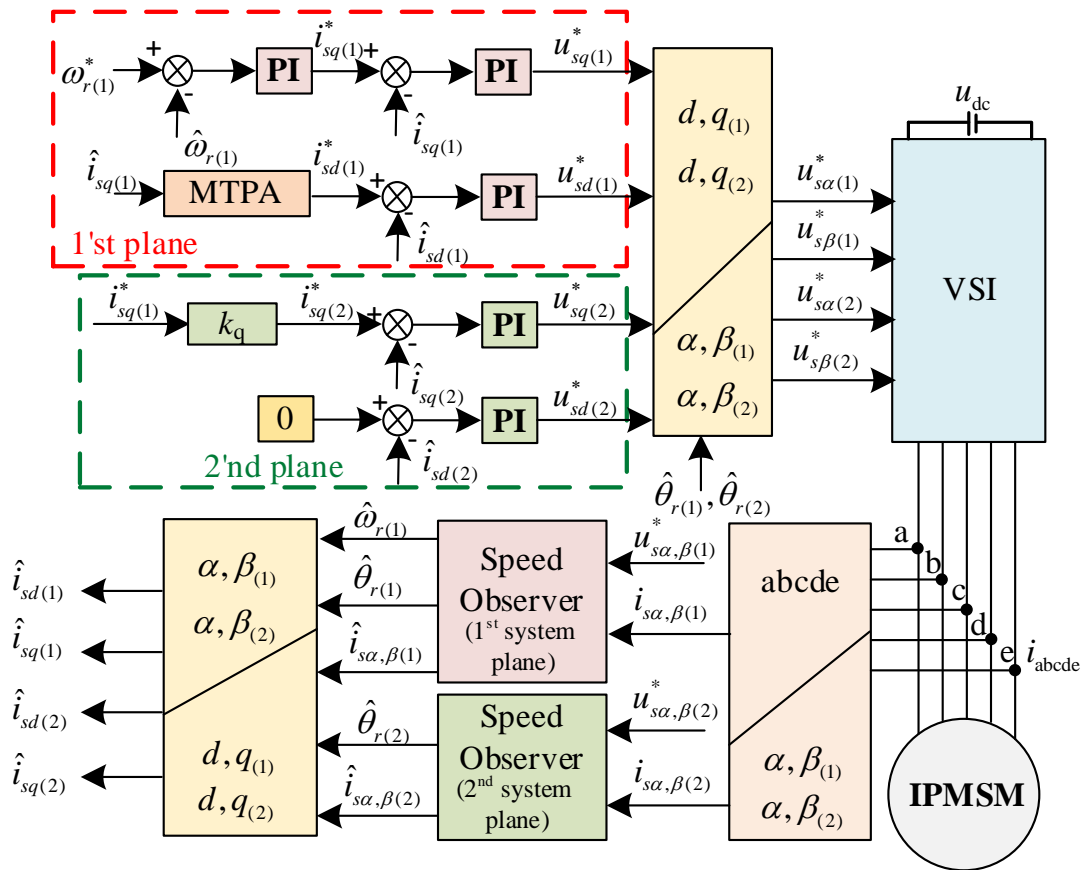 ω*r(1)
+
-
PI
i*sq(1)
+
-
PI
u*sq(1)
ω̂r(1)
îsq(1)
îsq(1)
MTPA
i*sd(1)
+
-
PI
u*sd(1)
îsd(1)
1'st plane
i*sq(1)
kq
i*sq(2)
+
-
PI
u*sq(2)
îsq(2)
0
+
-
PI
u*sd(2)
îsd(2)
2'nd plane
d, q(1)
d, q(2)
α, β(1)
α, β(2)
θ̂r(1), θ̂r(2)
u*sα(1)
u*sβ(1)
u*sα(2)
u*sβ(2)
udc
VSI
a
b
c
d
e
iabcde
IPMSM
abcde
α, β(1)
α, β(2)
u*sα,β(1)
isα,β(1)
u*sα,β(2)
isα,β(2)
Speed
Observer
(1st system
plane)
Speed
Observer
(2nd system
plane)
ω̂r(1)
θ̂r(1)
îsα,β(1)
θ̂r(2)
îsα,β(2)
α, β(1)
α, β(2)
d, q(1)
d, q(2)
îsd(1)
îsq(1)
îsd(2)
îsq(2)